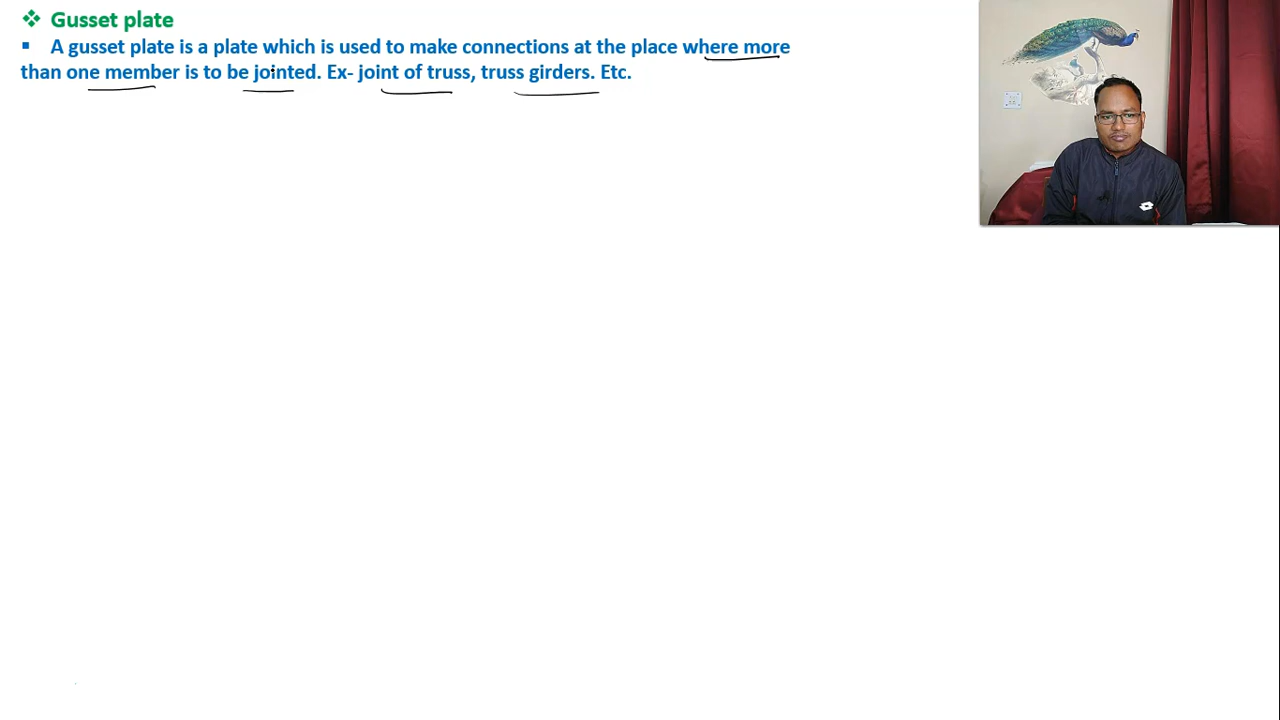 Gusset plate
A gusset plate is a plate which is used to make connections at the place where more
than one member is to be jointed. Ex- joint of truss, truss girders. Etc.